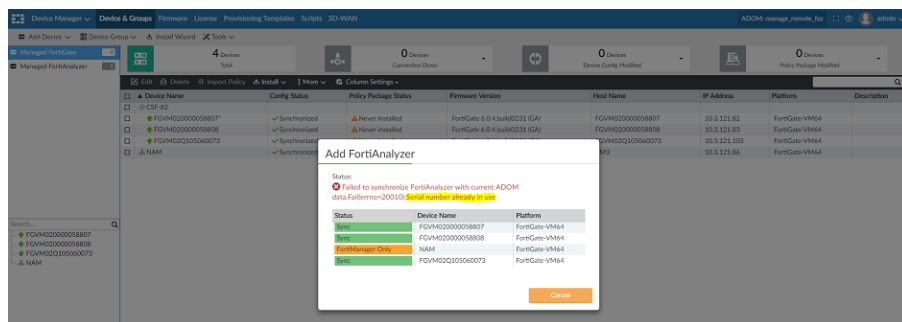 Device Manager Device & Groups Firmware License Provisioning Templates Scripts SD-WAN ADOM: manage_remote_faz admin
Add Device Device Group Install Wizard Tools
Managed FortiGate
Managed FortiAnalyzer
4 Devices
Total
0 Devices
Connection Down
0 Devices
Device Config Modified
0 Devices
Policy Package Modified
Edit Delete Import Policy Install More Column Settings
Device Name Config Status Policy Package Status Firmware Version Host Name IP Address Platform Description
CSF-82
FGVM020000058807* Synchronized Never installed FortiGate 6.0.4,build0231 (GA) FGVM020000058807 10.3.121.82 FortiGate-VM64
FGVM020000058808 Synchronized Never installed FortiGate 6.0.4,build0231 (GA) FGVM020000058808 10.3.121.83 FortiGate-VM64
FGVM02Q105060073 Synchronized Never installed FGVM02Q105060073 10.3.121.105 FortiGate-VM64
NAM Synchronized 10.3.121.86 FortiGate-VM64
Add FortiAnalyzer
Status:
Failed to synchronize FortiAnalyzer with current ADOM
data.Fail(errno=20010):Serial number already in use
Status Device Name Platform
Sync FGVM020000058807 FortiGate-VM64
Sync FGVM020000058808 FortiGate-VM64
FortiManager Only NAM FortiGate-VM64
Sync FGVM02Q105060073 FortiGate-VM64
Cancel
Search...
FGVM020000058807
FGVM020000058808
FGVM02Q105060073
NAM